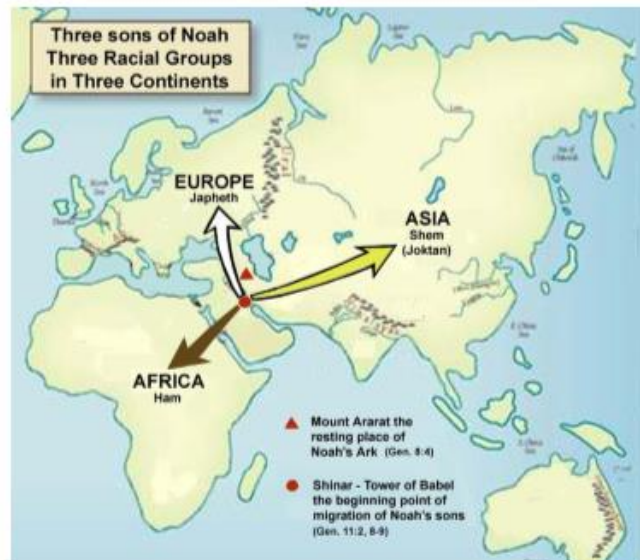 Three sons of Noah
Three Racial Groups
in Three Continents
EUROPE
Japheth
ASIA
Shem
(Joktan)
AFRICA
Ham
Mount Ararat the
resting place of
Noah's Ark (Gen. 8:4)
Shinar - Tower of Babel
the beginning point of
migration of Noah's sons
(Gen. 11:2, 8-9)